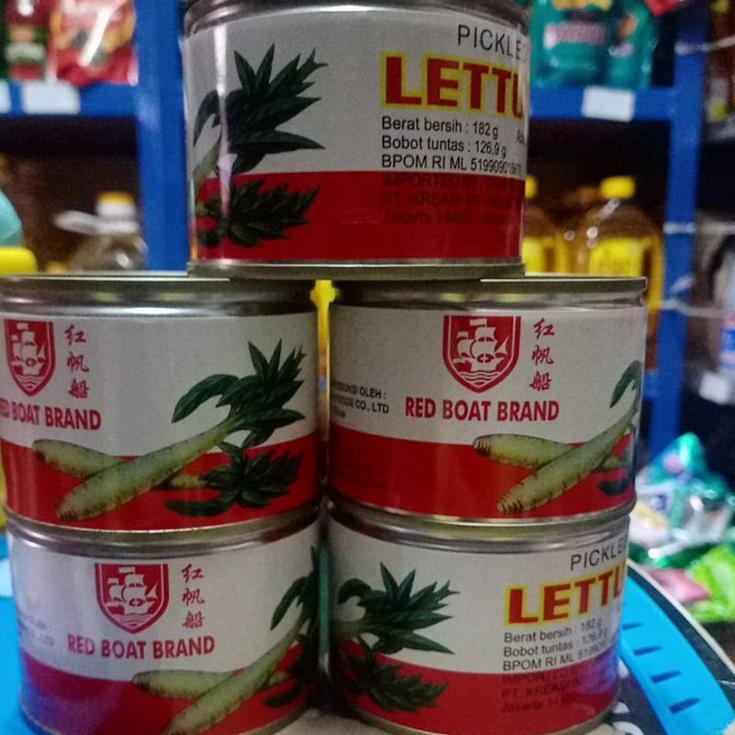 PICKLE
LETTU
Berat bersih : 182 g
Bobot tuntas : 126,9 g
BPOM RI ML
IMPORTED
PT. KREASI
Jakarta
红帆船
RED BOAT BRAND
红帆船
OLEH :
FOODS CO., LTD
RED BOAT BRAND
红帆船
RED BOAT BRAND
PICKLE
LETTU
Berat bersih : 182 g
Bobot tuntas : 126,9
BPOM RI ML
IMPORTED
PT. KREASI
Jakarta